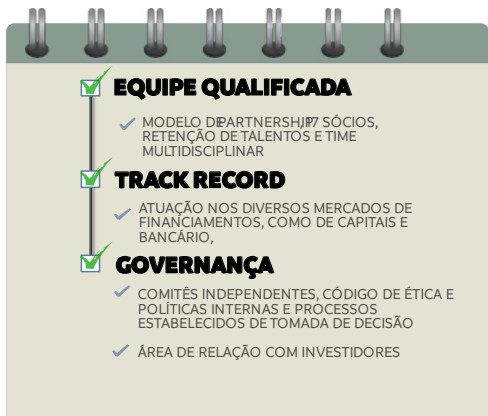 EQUIPE QUALIFICADA
MODELO DE PARTNERSHIP, 17 SÓCIOS,
RETENÇÃO DE TALENTOS E TIME
MULTIDISCIPLINAR
TRACK RECORD
ATUAÇÃO NOS DIVERSOS MERCADOS DE
FINANCIAMENTOS, COMO DE CAPITAIS E
BANCÁRIO,
GOVERNANÇA
COMITÊS INDEPENDENTES, CÓDIGO DE ÉTICA E
POLÍTICAS INTERNAS E PROCESSOS
ESTABELECIDOS DE TOMADA DE DECISÃO
ÁREA DE RELAÇÃO COM INVESTIDORES